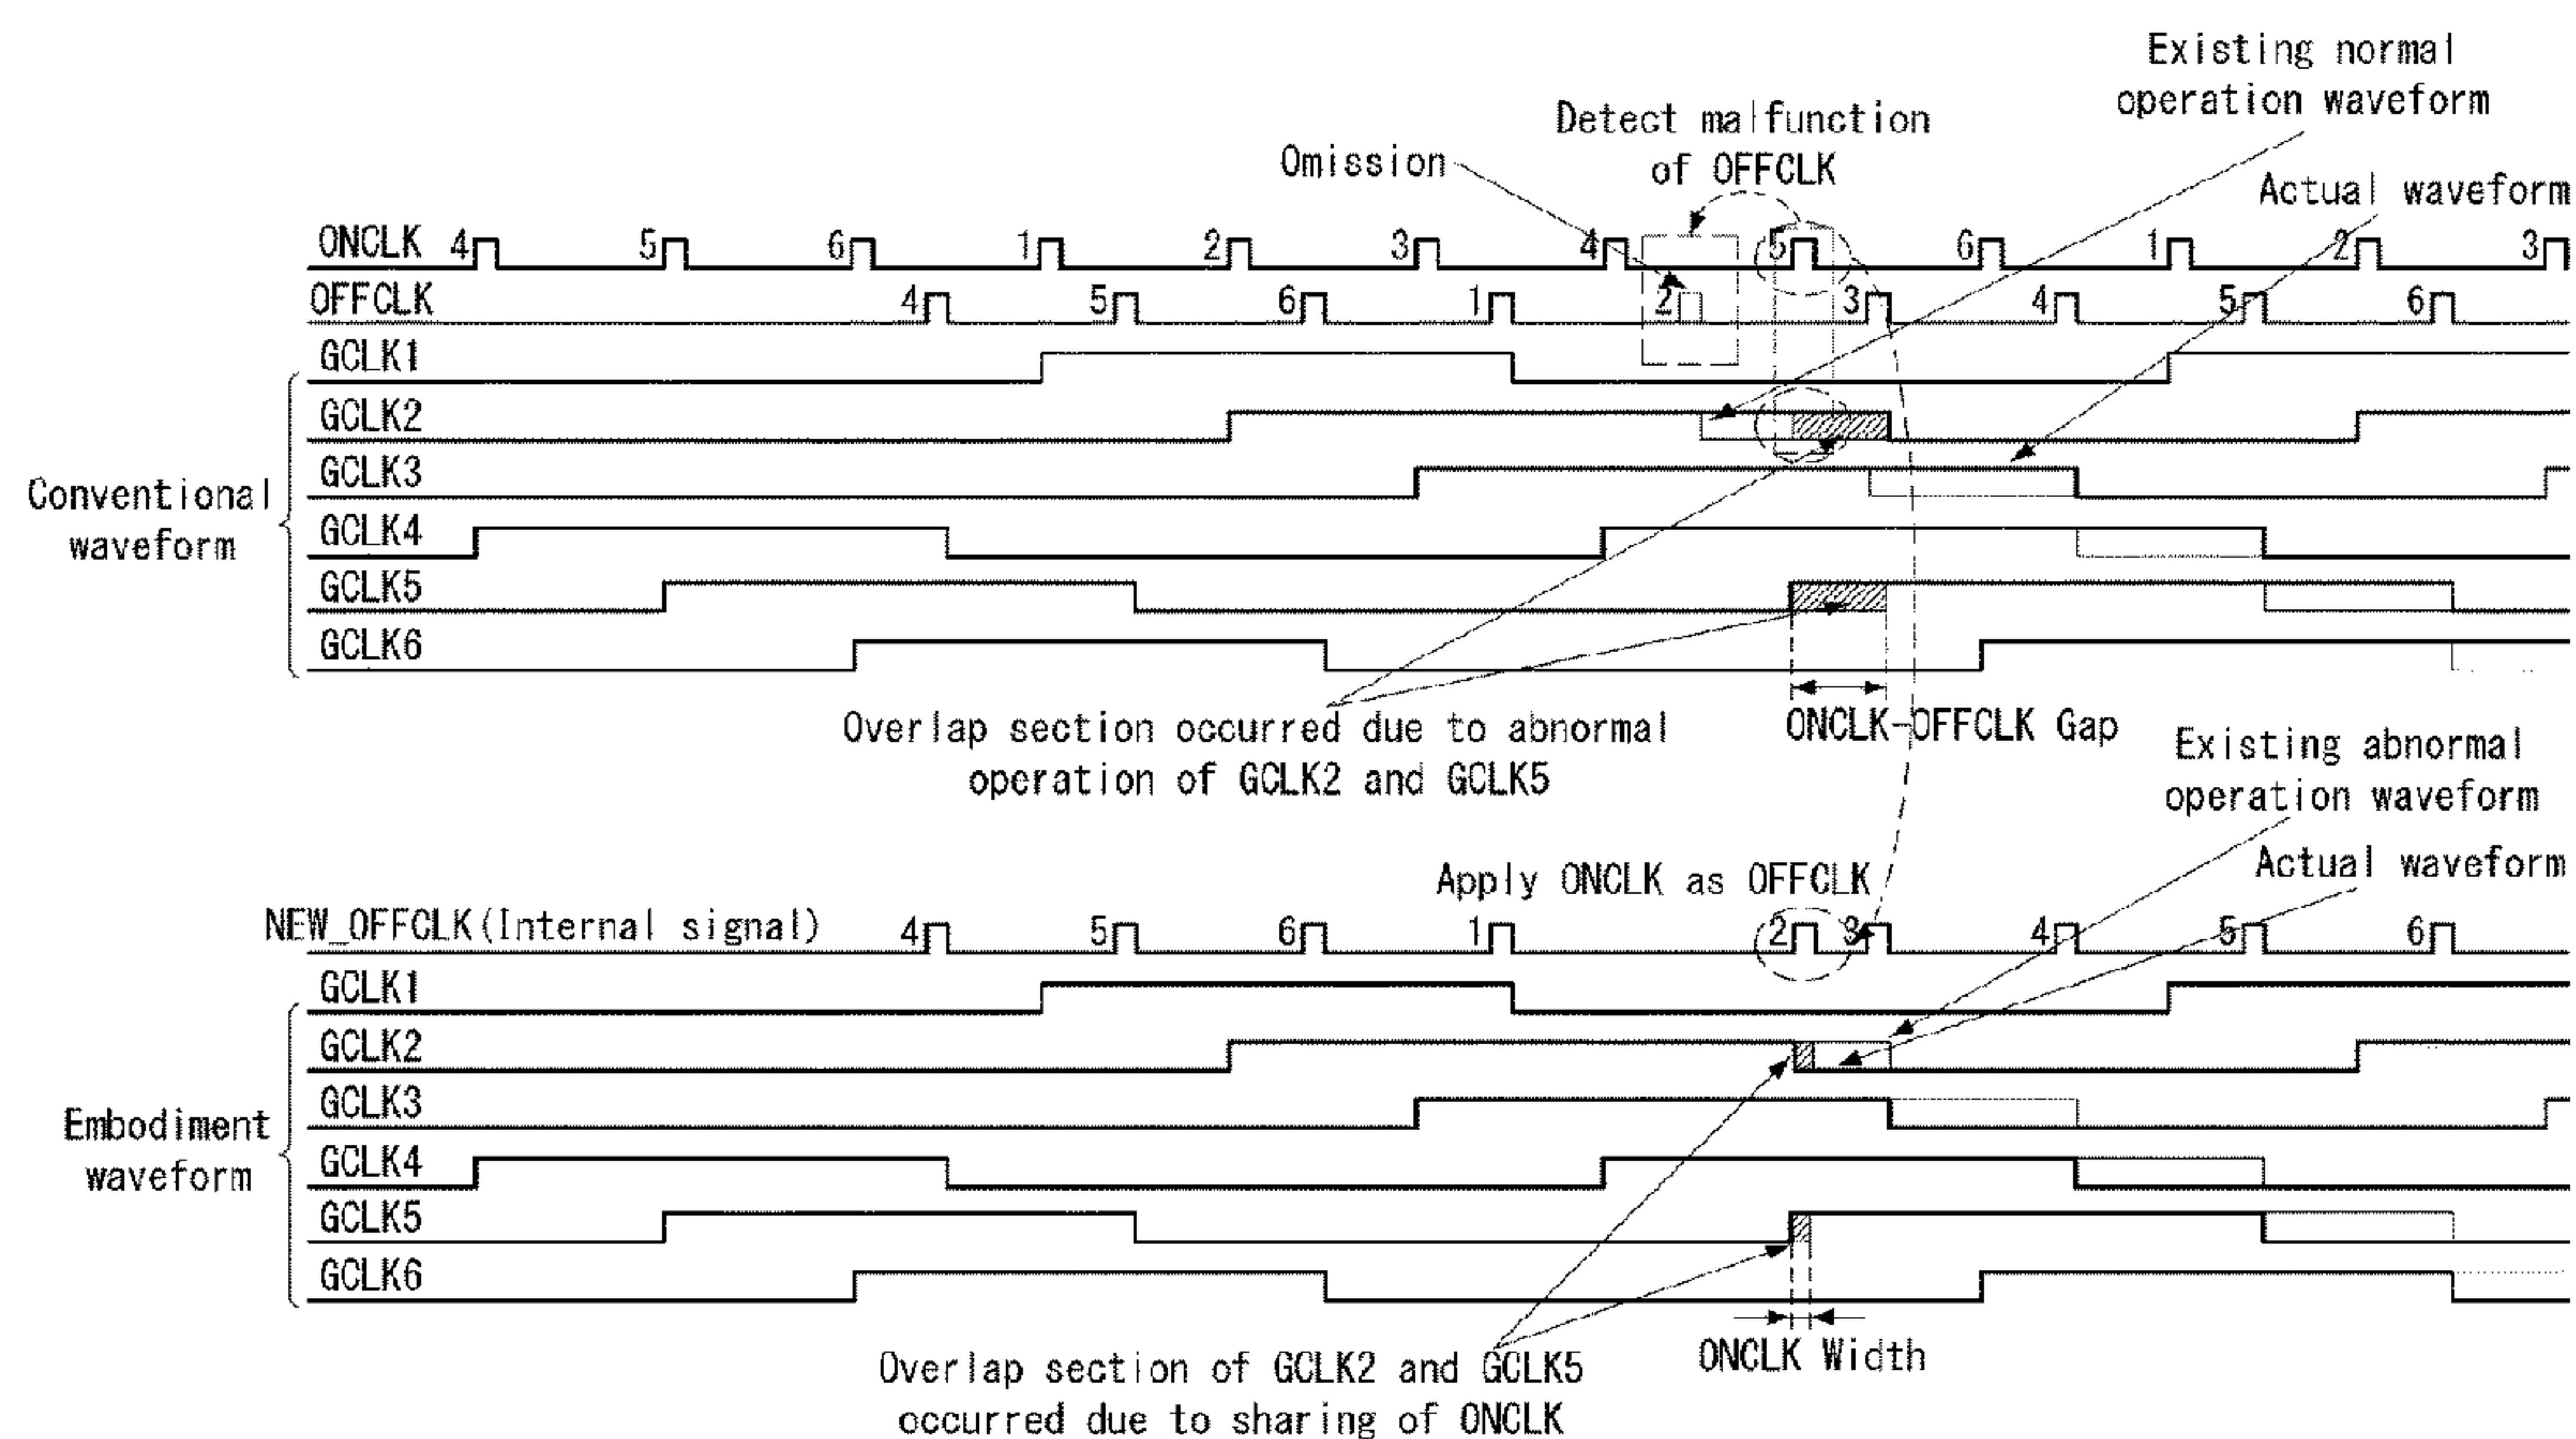 Existing normal
operation waveform
Detect malfunction
of OFFCLK
Omission
Actual waveform
ONCLK 4 5 6 1 2 3 4 5 6 1 2 3
OFFCLK 4 5 6 1 2 3 4 5 6
GCLK1
GCLK2
GCLK3
Conventional
waveform
GCLK4
GCLK5
GCLK6
Overlap section occurred due to abnormal
operation of GCLK2 and GCLK5
ONCLK-OFFCLK Gap
Existing abnormal
operation waveform
Actual waveform
Apply ONCLK as OFFCLK
NEW_OFFCLK(Internal signal) 4 5 6 1 2 3 4 5 6
GCLK1
GCLK2
GCLK3
Embodiment
waveform
GCLK4
GCLK5
GCLK6
ONCLK Width
Overlap section of GCLK2 and GCLK5
occurred due to sharing of ONCLK